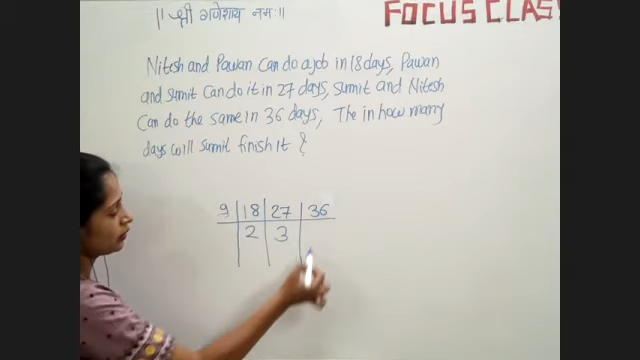 || श्री गणेशाय नमः ||
FOCUS CLAS
Nitesh and Pawan Can do a job in 18 days, Pawan
and sumit Can do it in 27 days, sumit and Nitesh
Can do the same in 36 days, The in how many
days will sumit finish it ?
9 | 18 | 27 | 36
2 | 3 |